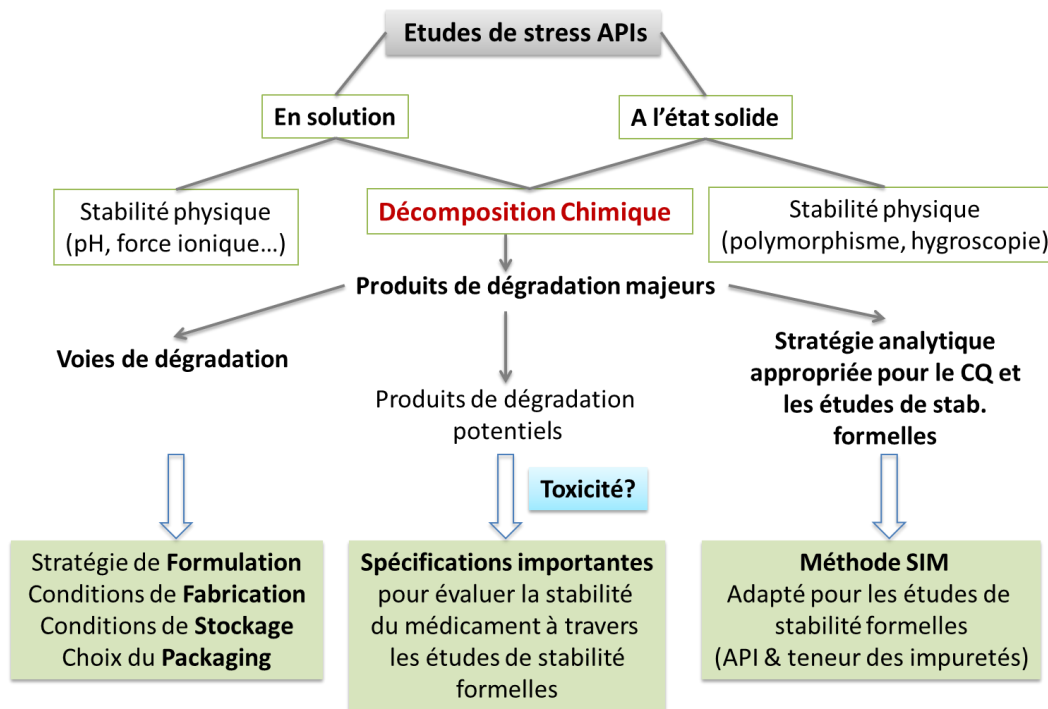 Etudes de stress APIs
En solution
A l'état solide
Stabilité physique
(pH, force ionique...)
Décomposition Chimique
Stabilité physique
(polymorphisme, hygroscopie)
Produits de dégradation majeurs
Voies de dégradation
Produits de dégradation
potentiels
Stratégie analytique
appropriée pour le CQ et
les études de stab.
formelles
Toxicité?
Stratégie de Formulation
Conditions de Fabrication
Conditions de Stockage
Choix du Packaging
Spécifications importantes
pour évaluer la stabilité
du médicament à travers
les études de stabilité
formelles
Méthode SIM
Adapté pour les études de
stabilité formelles
(API & teneur des impuretés)